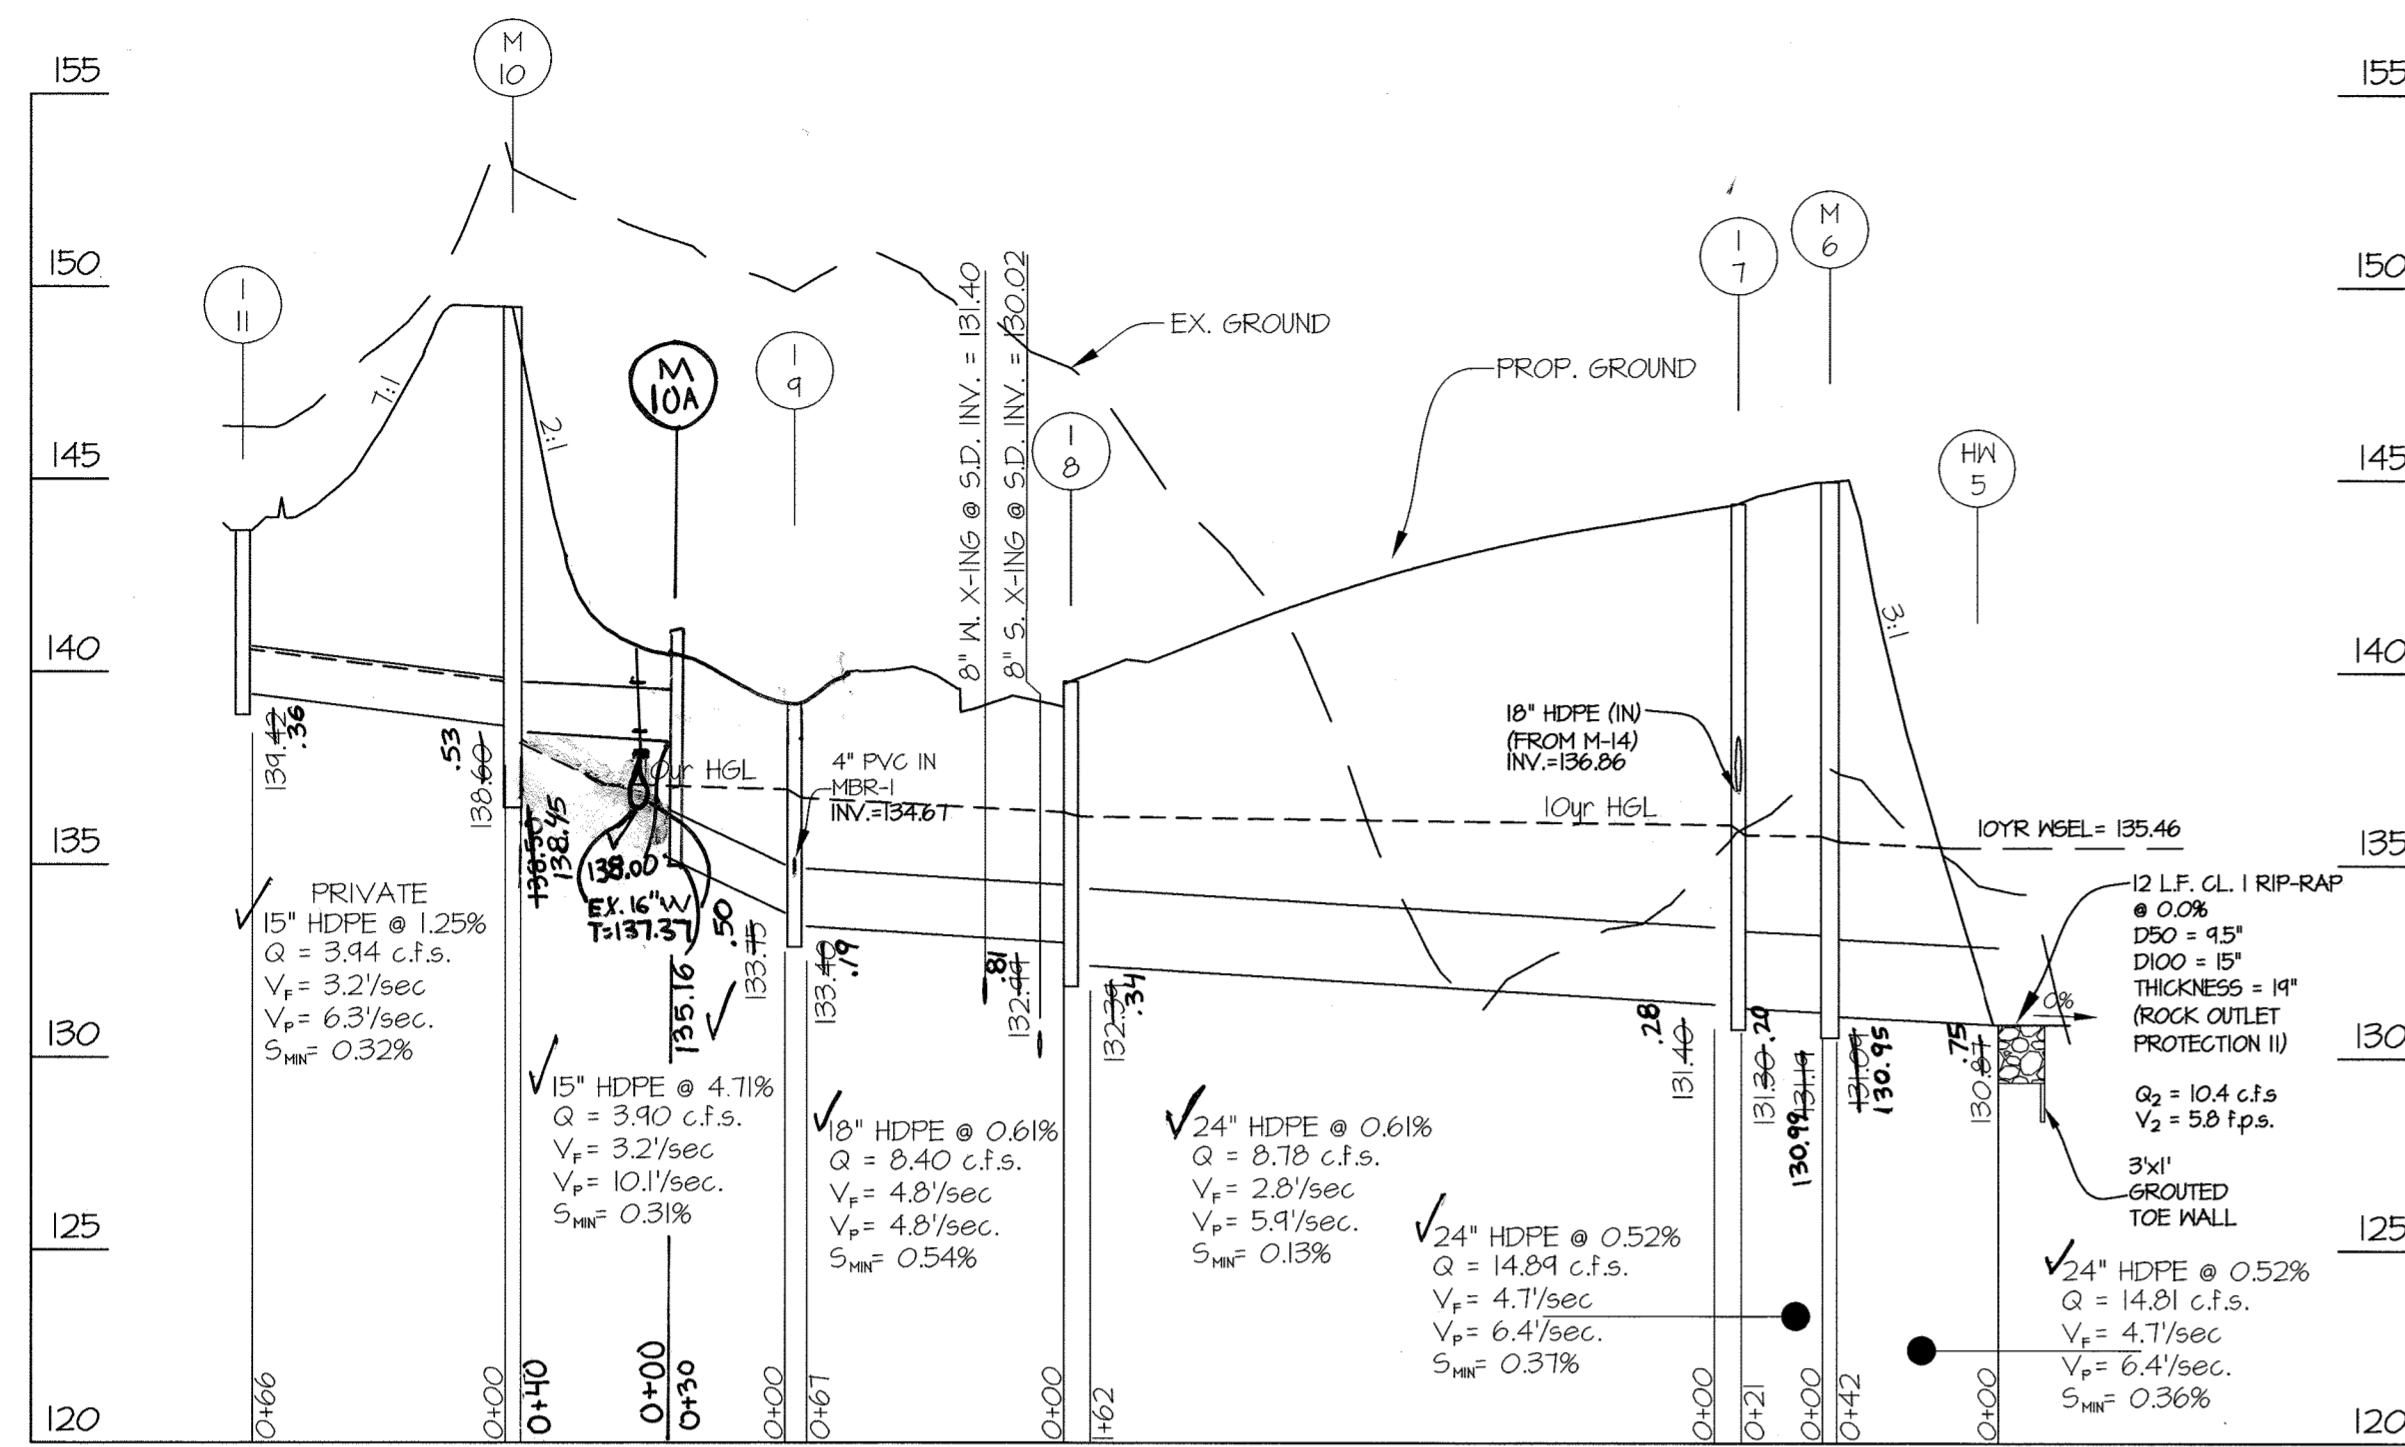 155
150
145
140
135
130
125
120
M
10
I
11
M
10A
I
9
I
8
I
7
M
6
HW
5
155
150
145
140
135
130
125
120
7:1
2:1
3:1
8" W. X-ING @ S.D. INV. = 131.40
8" S. X-ING @ S.D. INV. = 130.02
EX. GROUND
PROP. GROUND
10yr HGL
4" PVC IN
MBR-1
INV.=134.67
18" HDPE (IN)
(FROM M-14)
INV.=136.86
10yr HGL
10YR WSEL= 135.46
12 L.F. CL. I RIP-RAP
@ 0.0%
D50 = 9.5"
D100 = 15"
THICKNESS = 19"
(ROCK OUTLET
PROTECTION II)
0%
Q2 = 10.4 c.f.s
V2 = 5.8 f.p.s.
3'x1'
GROUTED
TOE WALL
139.42
.36
.53
138.60
138.50
138.45
138.00
EX. 16" W
T=137.37
135.16
.50
133.75
133.40
.19
.81
132.99
132.39
.34
.28
131.40
131.30
.20
131.19
130.99
131.09
130.95
.75
130.87
PRIVATE
15" HDPE @ 1.25%
Q = 3.94 c.f.s.
VF= 3.2'/sec
VP= 6.3'/sec.
SMIN= 0.32%
15" HDPE @ 4.71%
Q = 3.90 c.f.s.
VF= 3.2'/sec
VP= 10.1'/sec.
SMIN= 0.31%
18" HDPE @ 0.61%
Q = 8.40 c.f.s.
VF= 4.8'/sec
VP= 4.8'/sec.
SMIN= 0.54%
24" HDPE @ 0.61%
Q = 8.78 c.f.s.
VF= 2.8'/sec
VP= 5.9'/sec.
SMIN= 0.13%
24" HDPE @ 0.52%
Q = 14.89 c.f.s.
VF= 4.7'/sec
VP= 6.4'/sec.
SMIN= 0.37%
24" HDPE @ 0.52%
Q = 14.81 c.f.s.
VF= 4.7'/sec
VP= 6.4'/sec.
SMIN= 0.36%
0+66
0+00
0+40
0+00
0+30
0+00
0+67
0+00
1+62
0+00
0+21
0+00
0+42
0+00